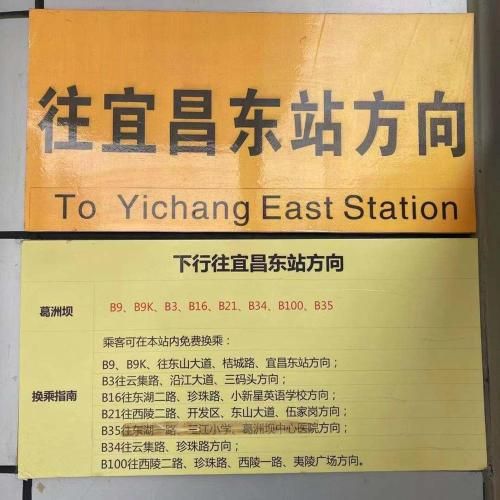 往宜昌东站方向
To Yichang East Station
下行往宜昌东站方向
葛洲坝
B9、B9K、B3、B16、B21、B34、B100、B35
换乘指南
乘客可在本站内免费换乘：
B9、B9K、往东山大道、桔城路、宜昌东站方向；
B3往云集路、沿江大道、三码头方向；
B16往东湖二路、珍珠路、小新星英语学校方向；
B21往西陵二路、开发区、东山大道、伍家岗方向；
B35往东湖一路、三江小学、葛洲坝中心医院方向；
B34往云集路、珍珠路方向；
B100往西陵二路、珍珠路、西陵一路、夷陵广场方向。